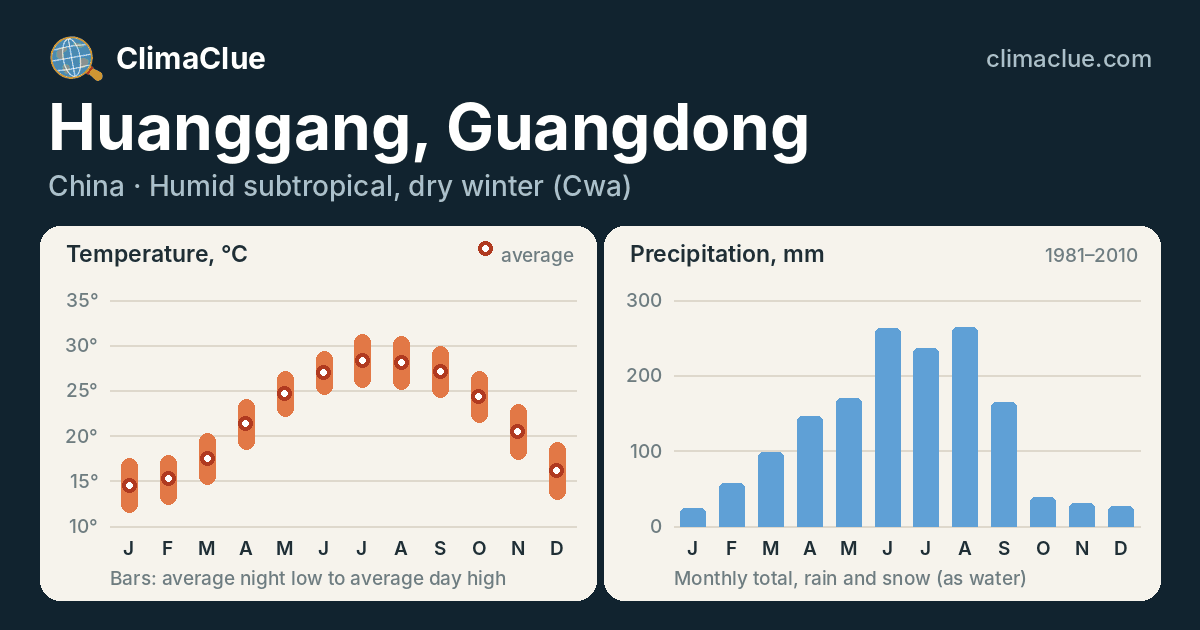 ClimaClue
climaclue.com
Huanggang, Guangdong
China · Humid subtropical, dry winter (Cwa)
Temperature, °C
average
35°
30°
25°
20°
15°
10°
J F M A M J J A S O N D
Bars: average night low to average day high
Precipitation, mm
1981–2010
300
200
100
0
J F M A M J J A S O N D
Monthly total, rain and snow (as water)